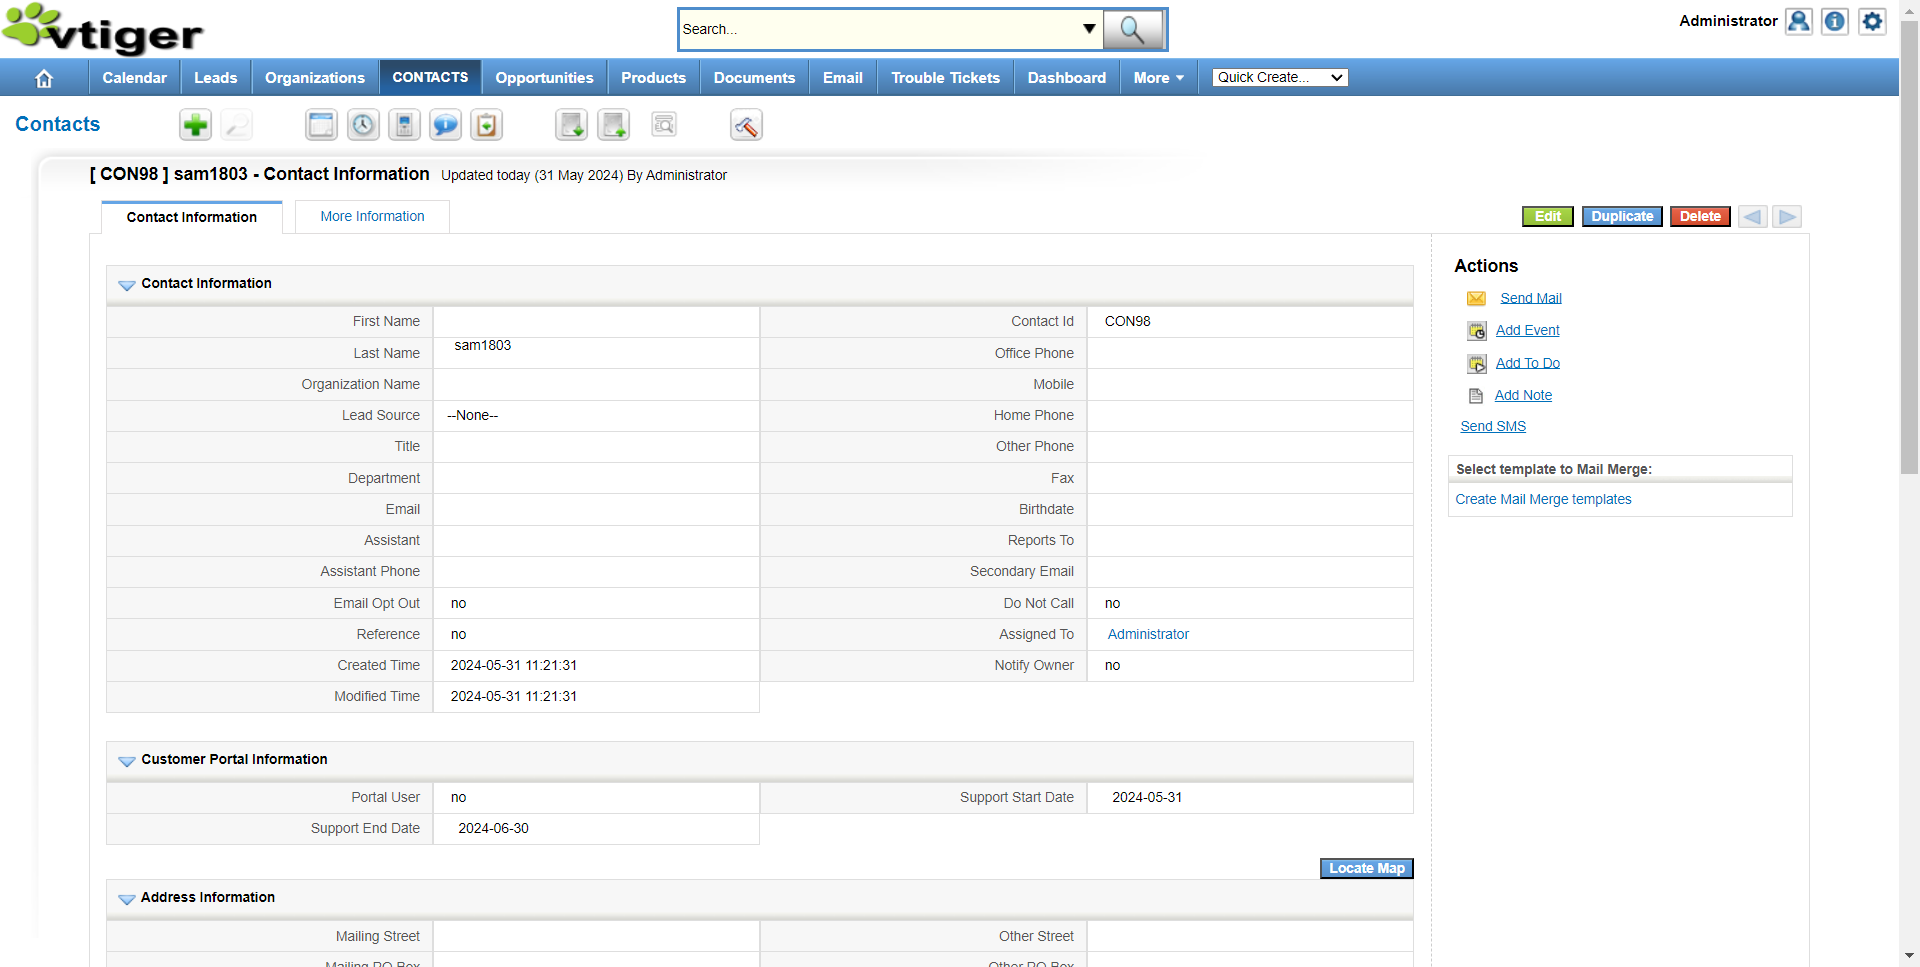 vtiger
Search...
Administrator
Calendar Leads Organizations CONTACTS Opportunities Products Documents Email Trouble Tickets Dashboard More Quick Create...
Contacts
[ CON98 ] sam1803 - Contact Information Updated today (31 May 2024) By Administrator
Contact Information More Information
Edit Duplicate Delete
Contact Information
First Name Contact Id CON98
Last Name sam1803 Office Phone
Organization Name Mobile
Lead Source --None-- Home Phone
Title Other Phone
Department Fax
Email Birthdate
Assistant Reports To
Assistant Phone Secondary Email
Email Opt Out no Do Not Call no
Reference no Assigned To Administrator
Created Time 2024-05-31 11:21:31 Notify Owner no
Modified Time 2024-05-31 11:21:31
Customer Portal Information
Portal User no Support Start Date 2024-05-31
Support End Date 2024-06-30
Locate Map
Address Information
Mailing Street Other Street
Mailing PO Box Other PO Box
Actions
Send Mail
Add Event
Add To Do
Add Note
Send SMS
Select template to Mail Merge:
Create Mail Merge templates